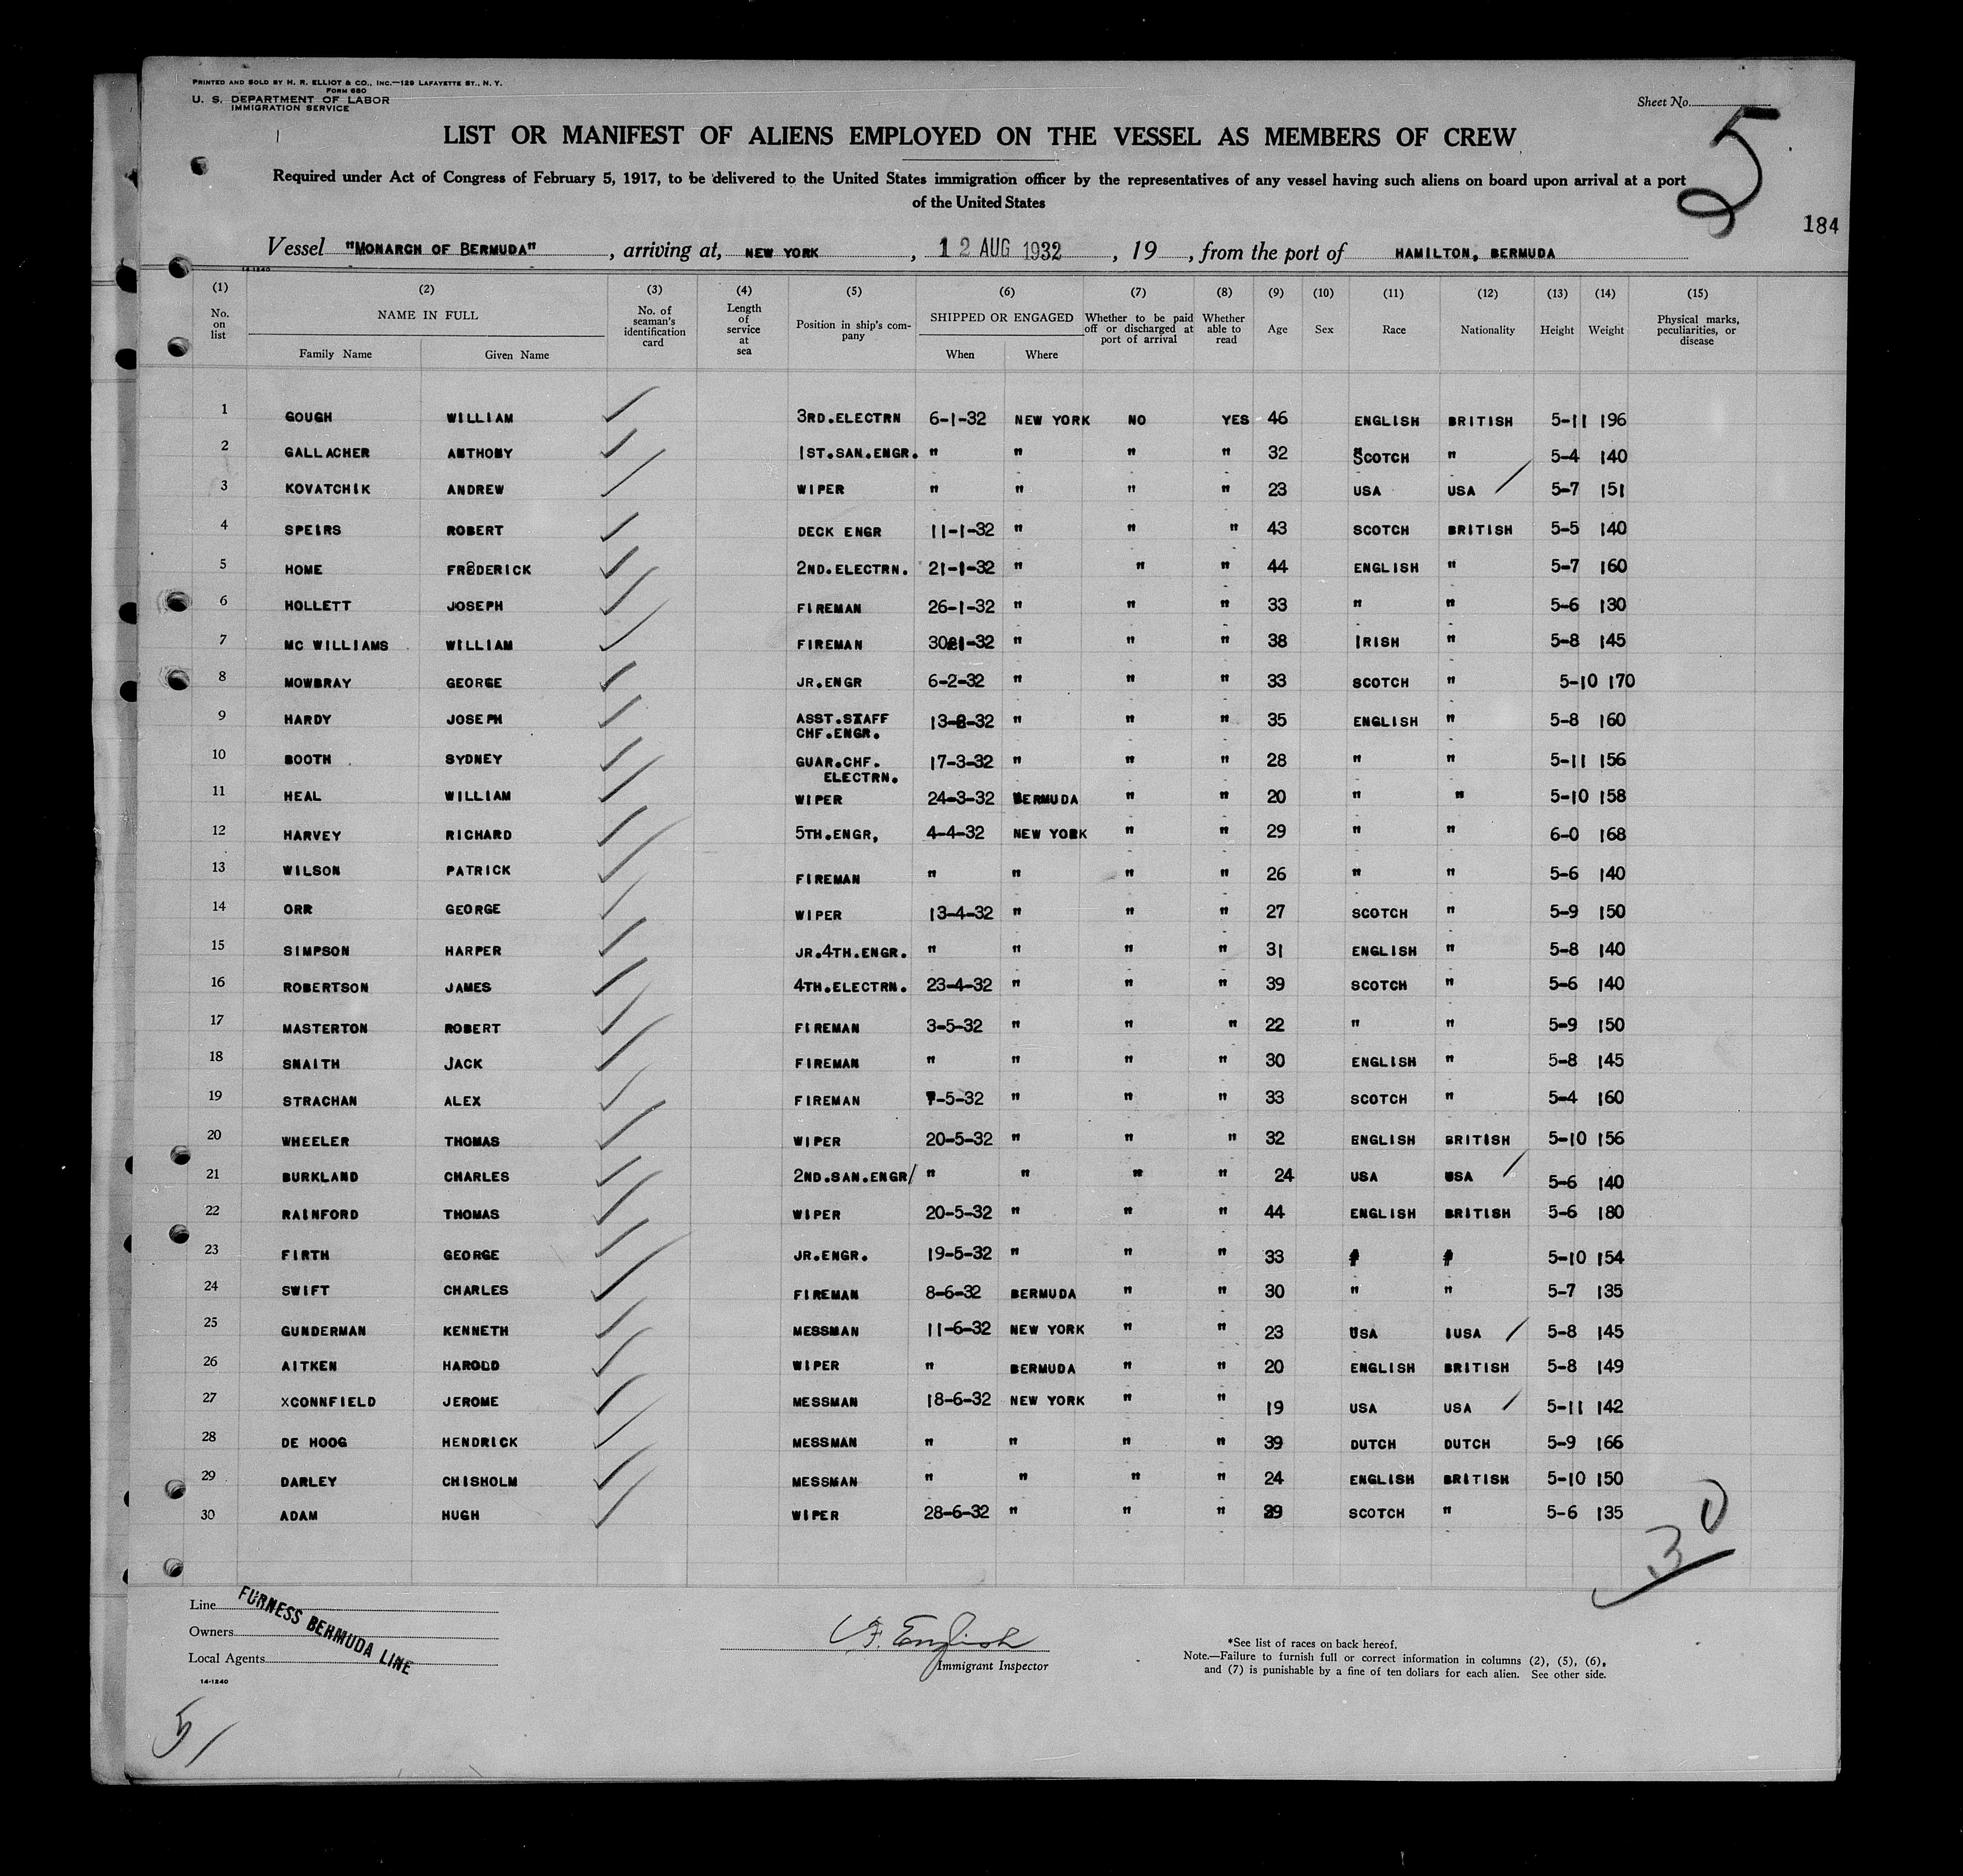 PRINTED AND SOLD BY H. R. ELLIOT & CO., INC.—129 LAFAYETTE ST., N. Y.
FORM 680
U. S. DEPARTMENT OF LABOR
IMMIGRATION SERVICE
Sheet No.
5
LIST OR MANIFEST OF ALIENS EMPLOYED ON THE VESSEL AS MEMBERS OF CREW
Required under Act of Congress of February 5, 1917, to be delivered to the United States immigration officer by the representatives of any vessel having such aliens on board upon arrival at a port
of the United States
184
Vessel "MONARCH OF BERMUDA", arriving at, NEW YORK, 12 AUG 1932, 19, from the port of HAMILTON, BERMUDA
14-1240
(1) (2) (3) (4) (5) (6) (7) (8) (9) (10) (11) (12) (13) (14) (15)
No. on list NAME IN FULL Family Name Given Name No. of seaman's identification card Length of service at sea Position in ship's company SHIPPED OR ENGAGED When Where Whether to be paid off or discharged at port of arrival Whether able to read Age Sex Race Nationality Height Weight Physical marks, peculiarities, or disease
1 GOUGH WILLIAM 3RD.ELECTRN 6-1-32 NEW YORK NO YES 46 ENGLISH BRITISH 5-11 196
2 GALLACHER ANTHONY 1ST.SAN.ENGR. " " " " 32 SCOTCH " 5-4 140
3 KOVATCHIK ANDREW WIPER " " " " 23 USA USA 5-7 151
4 SPEIRS ROBERT DECK ENGR 11-1-32 " " " 43 SCOTCH BRITISH 5-5 140
5 HOME FREDERICK 2ND.ELECTRN. 21-1-32 " " " 44 ENGLISH " 5-7 160
6 HOLLETT JOSEPH FIREMAN 26-1-32 " " " 33 " " 5-6 130
7 MC WILLIAMS WILLIAM FIREMAN 30-1-32 " " " 38 IRISH " 5-8 145
8 MOWBRAY GEORGE JR.ENGR 6-2-32 " " " 33 SCOTCH " 5-10 170
9 HARDY JOSEPH ASST.STAFF CHF.ENGR. 13-2-32 " " " 35 ENGLISH " 5-8 160
10 BOOTH SYDNEY GUAR.CHF. ELECTRN. 17-3-32 " " " 28 " " 5-11 156
11 HEAL WILLIAM WIPER 24-3-32 BERMUDA " " 20 " " 5-10 158
12 HARVEY RICHARD 5TH.ENGR, 4-4-32 NEW YORK " " 29 " " 6-0 168
13 WILSON PATRICK FIREMAN " " " " 26 " " 5-6 140
14 ORR GEORGE WIPER 13-4-32 " " " 27 SCOTCH " 5-9 150
15 SIMPSON HARPER JR.4TH.ENGR. " " " " 31 ENGLISH " 5-8 140
16 ROBERTSON JAMES 4TH.ELECTRN. 23-4-32 " " " 39 SCOTCH " 5-6 140
17 MASTERTON ROBERT FIREMAN 3-5-32 " " " 22 " " 5-9 150
18 SNAITH JACK FIREMAN " " " " 30 ENGLISH " 5-8 145
19 STRACHAN ALEX FIREMAN 7-5-32 " " " 33 SCOTCH " 5-4 160
20 WHEELER THOMAS WIPER 20-5-32 " " " 32 ENGLISH BRITISH 5-10 156
21 BURKLAND CHARLES 2ND.SAN.ENGR/ " " " " 24 USA USA 5-6 140
22 RAINFORD THOMAS WIPER 20-5-32 " " " 44 ENGLISH BRITISH 5-6 180
23 FIRTH GEORGE JR.ENGR. 19-5-32 " " " 33 " " 5-10 154
24 SWIFT CHARLES FIREMAN 8-6-32 BERMUDA " " 30 " " 5-7 135
25 GUNDERMAN KENNETH MESSMAN 11-6-32 NEW YORK " " 23 USA USA 5-8 145
26 AITKEN HAROLD WIPER " BERMUDA " " 20 ENGLISH BRITISH 5-8 149
27 XCONNFIELD JEROME MESSMAN 18-6-32 NEW YORK " " 19 USA USA 5-11 142
28 DE HOOG HENDRICK MESSMAN " " " " 39 DUTCH DUTCH 5-9 166
29 DARLEY CHISHOLM MESSMAN " " " " 24 ENGLISH BRITISH 5-10 150
30 ADAM HUGH WIPER 28-6-32 " " " 39 SCOTCH " 5-6 135
30
Line
Owners
Local Agents
FURNESS BERMUDA LINE
14-1240
English
Immigrant Inspector
*See list of races on back hereof.
Note.—Failure to furnish full or correct information in columns (2), (5), (6),
and (7) is punishable by a fine of ten dollars for each alien. See other side.
5/